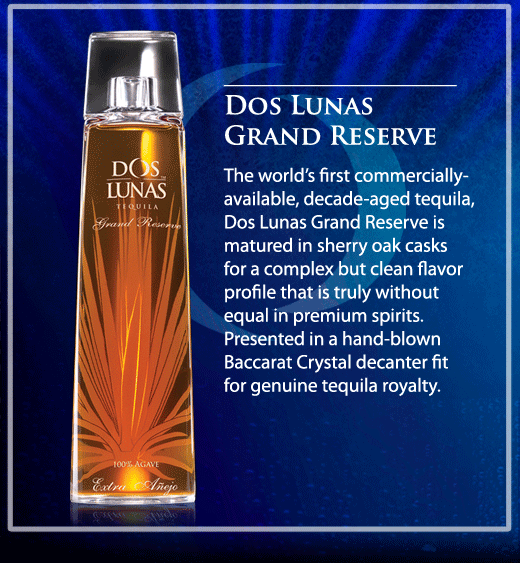 DOS
LUNAS
TEQUILA
Grand Reserve
100% AGAVE
Extra Añejo
Dos Lunas
Grand Reserve
The world's first commercially-
available, decade-aged tequila,
Dos Lunas Grand Reserve is
matured in sherry oak casks
for a complex but clean flavor
profile that is truly without
equal in premium spirits.
Presented in a hand-blown
Baccarat Crystal decanter fit
for genuine tequila royalty.